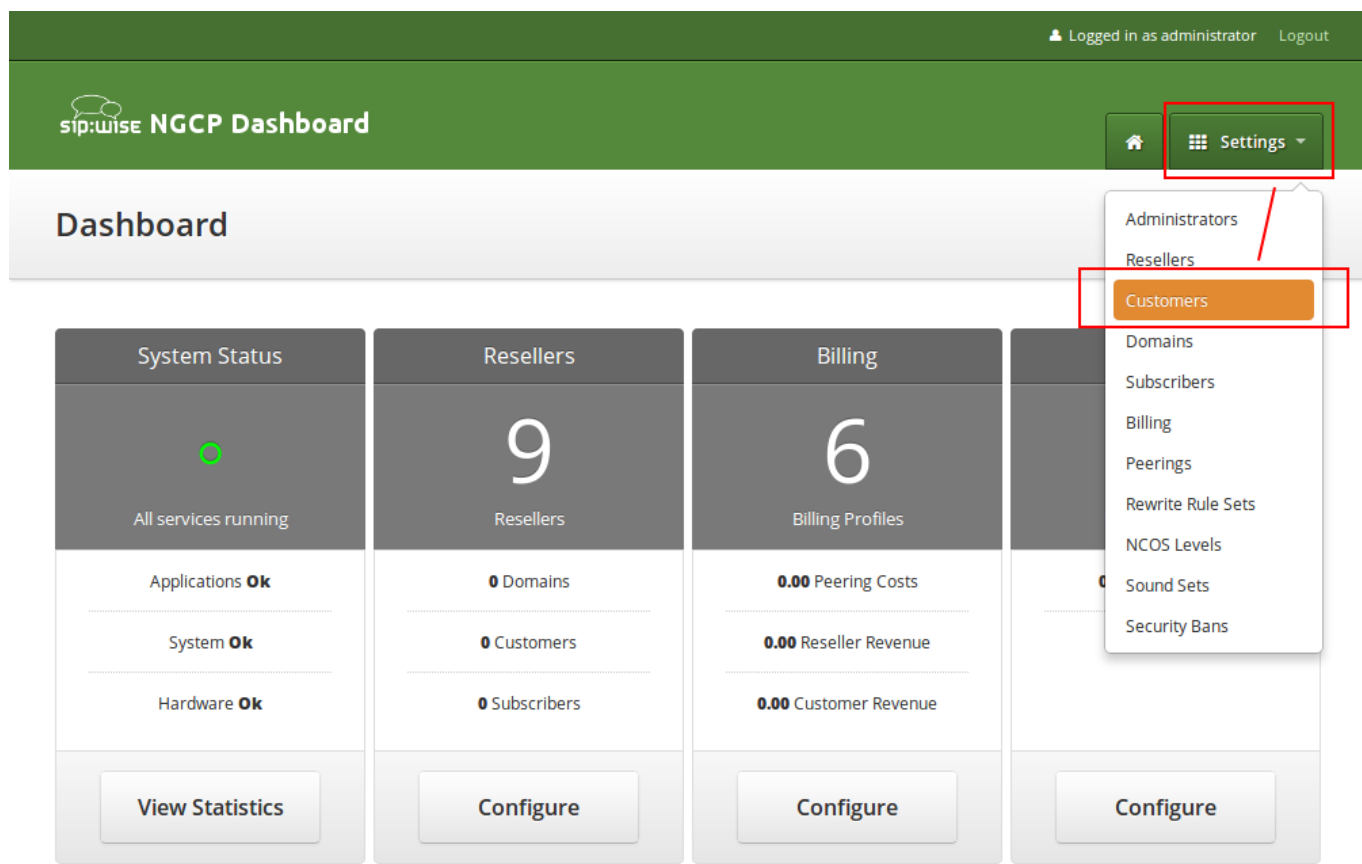 Logged in as administrator Logout
sip:wise NGCP Dashboard
Settings
Dashboard
Administrators
Resellers
Customers
Domains
Subscribers
Billing
Peerings
Rewrite Rule Sets
NCOS Levels
Sound Sets
Security Bans
System Status
All services running
Applications Ok
System Ok
Hardware Ok
View Statistics
Resellers
9
Resellers
0 Domains
0 Customers
0 Subscribers
Configure
Billing
6
Billing Profiles
0.00 Peering Costs
0.00 Reseller Revenue
0.00 Customer Revenue
Configure
Configure